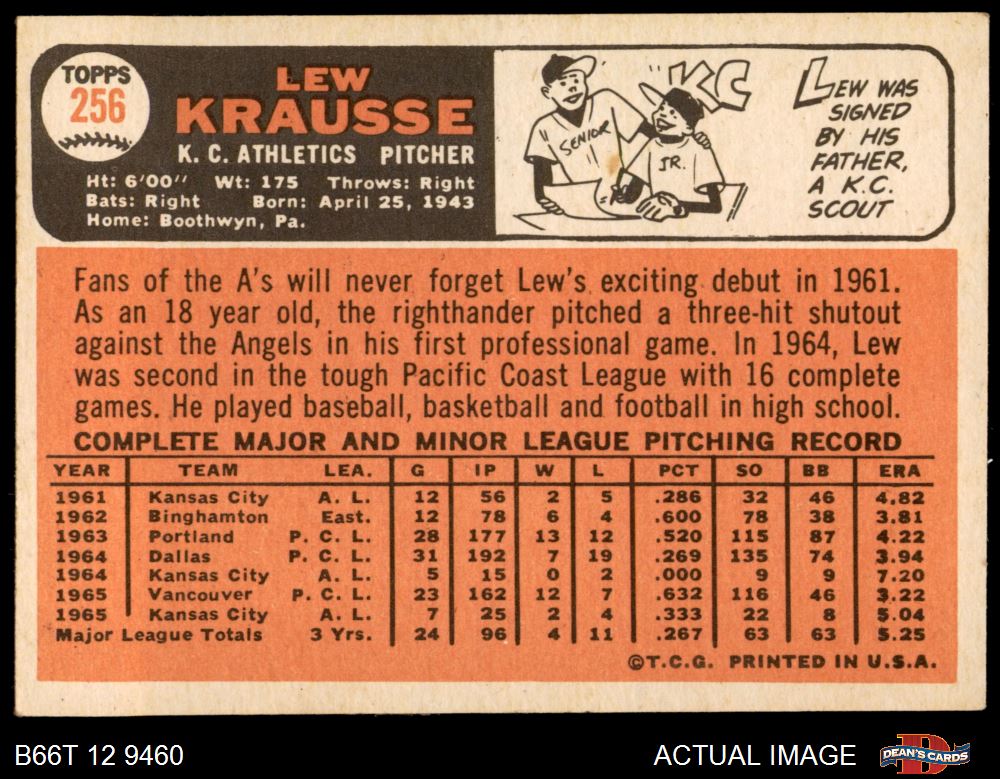 TOPPS
256
LEW
KRAUSSE
K. C. ATHLETICS PITCHER
Ht: 6'00" Wt: 175 Throws: Right
Bats: Right Born: April 25, 1943
Home: Boothwyn, Pa.
SENIOR
JR.
KC
LEW WAS
SIGNED
BY HIS
FATHER,
A K.C.
SCOUT
Fans of the A's will never forget Lew's exciting debut in 1961.
As an 18 year old, the righthander pitched a three-hit shutout
against the Angels in his first professional game. In 1964, Lew
was second in the tough Pacific Coast League with 16 complete
games. He played baseball, basketball and football in high school.
COMPLETE MAJOR AND MINOR LEAGUE PITCHING RECORD
YEAR TEAM LEA. G IP W L PCT SO BB ERA
1961 Kansas City A. L. 12 56 2 5 .286 32 46 4.82
1962 Binghamton East. 12 78 6 4 .600 78 38 3.81
1963 Portland P. C. L. 28 177 13 12 .520 115 87 4.22
1964 Dallas P. C. L. 31 192 7 19 .269 135 74 3.94
1964 Kansas City A. L. 5 15 0 2 .000 9 9 7.20
1965 Vancouver P. C. L. 23 162 12 7 .632 116 46 3.22
1965 Kansas City A. L. 7 25 2 4 .333 22 8 5.04
Major League Totals 3 Yrs. 24 96 4 11 .267 63 63 5.25
©T.C.G. PRINTED IN U.S.A.
B66T 12 9460
ACTUAL IMAGE
DEAN'S CARDS